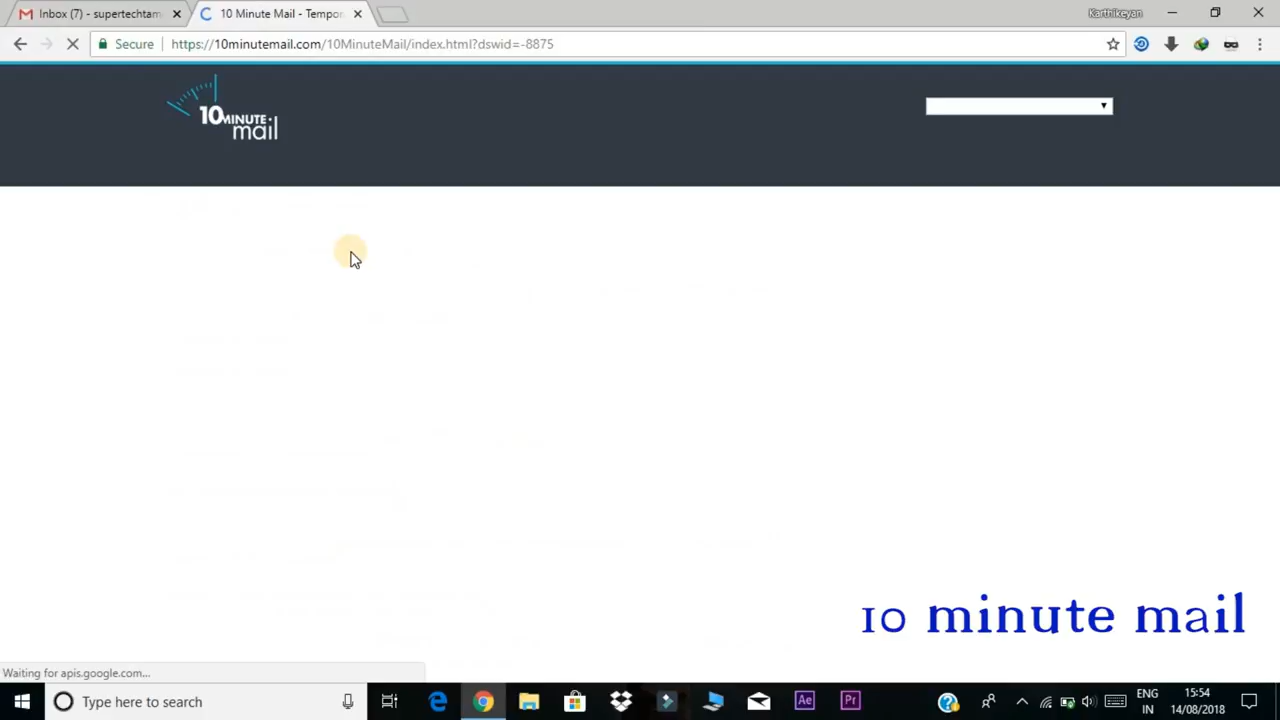 Inbox (7) - supertechtam
10 Minute Mail - Tempor
Karthikeyan
Secure
https://10minutemail.com/10MinuteMail/index.html?dswid=-8875
10 MINUTE
mail
10 minute mail
Waiting for apis.google.com...
Type here to search
Ae
Pr
ENG
IN
15:54
14/08/2018